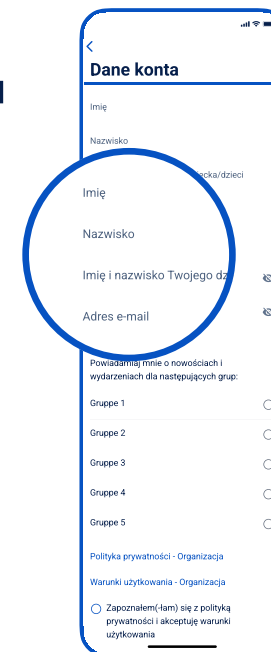 Dane konta
Imię
Nazwisko
ecka/dzieci
Imię
Nazwisko
Imię i nazwisko Twojego dz
Adres e-mail
Powiadamiaj mnie o nowościach i
wydarzeniach dla następujących grup:
Gruppe 1
Gruppe 2
Gruppe 3
Gruppe 4
Gruppe 5
Polityka prywatności - Organizacja
Warunki użytkowania - Organizacja
Zapoznałem(-łam) się z polityką
prywatności i akceptuję warunki
użytkowania